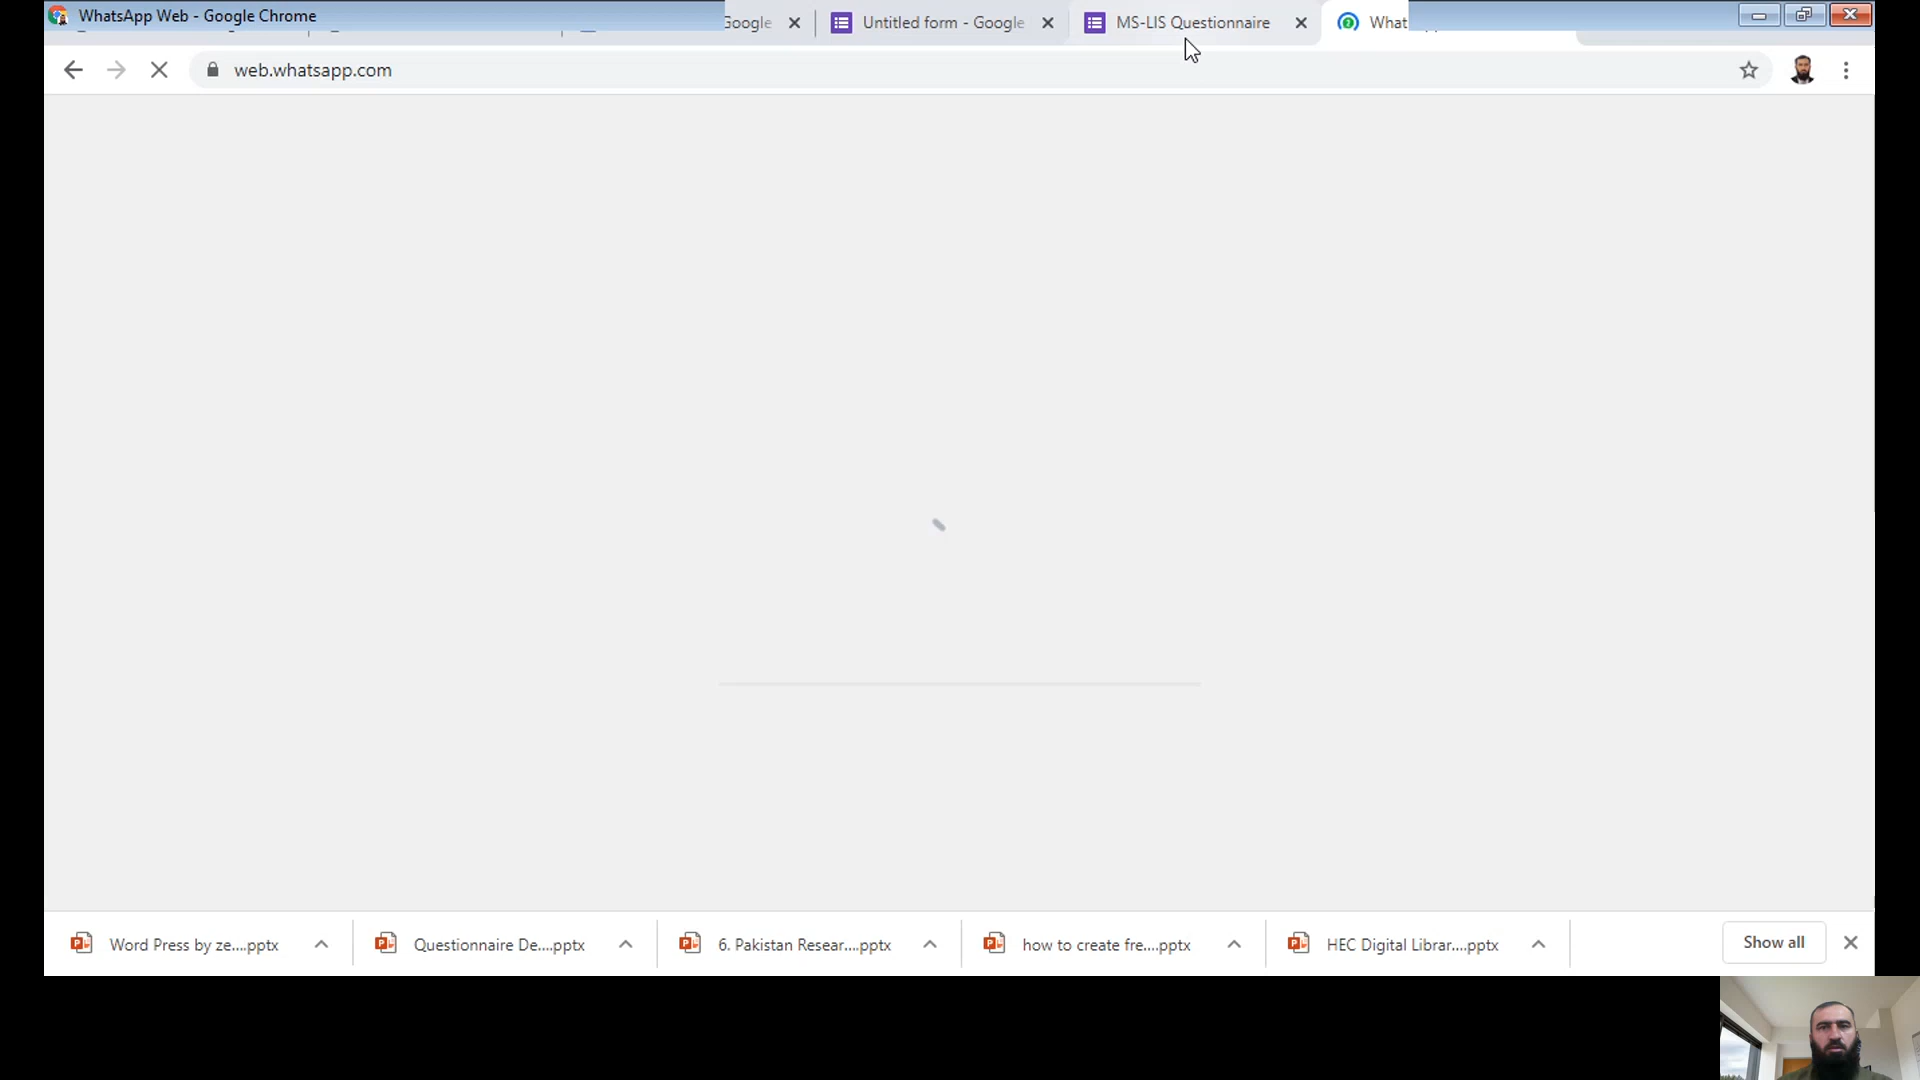 WhatsApp Web - Google Chrome
Google
Untitled form - Google
MS-LIS Questionnaire
What
web.whatsapp.com
Word Press by ze....pptx
Questionnaire De....pptx
6. Pakistan Resear....pptx
how to create fre....pptx
HEC Digital Librar....pptx
Show all